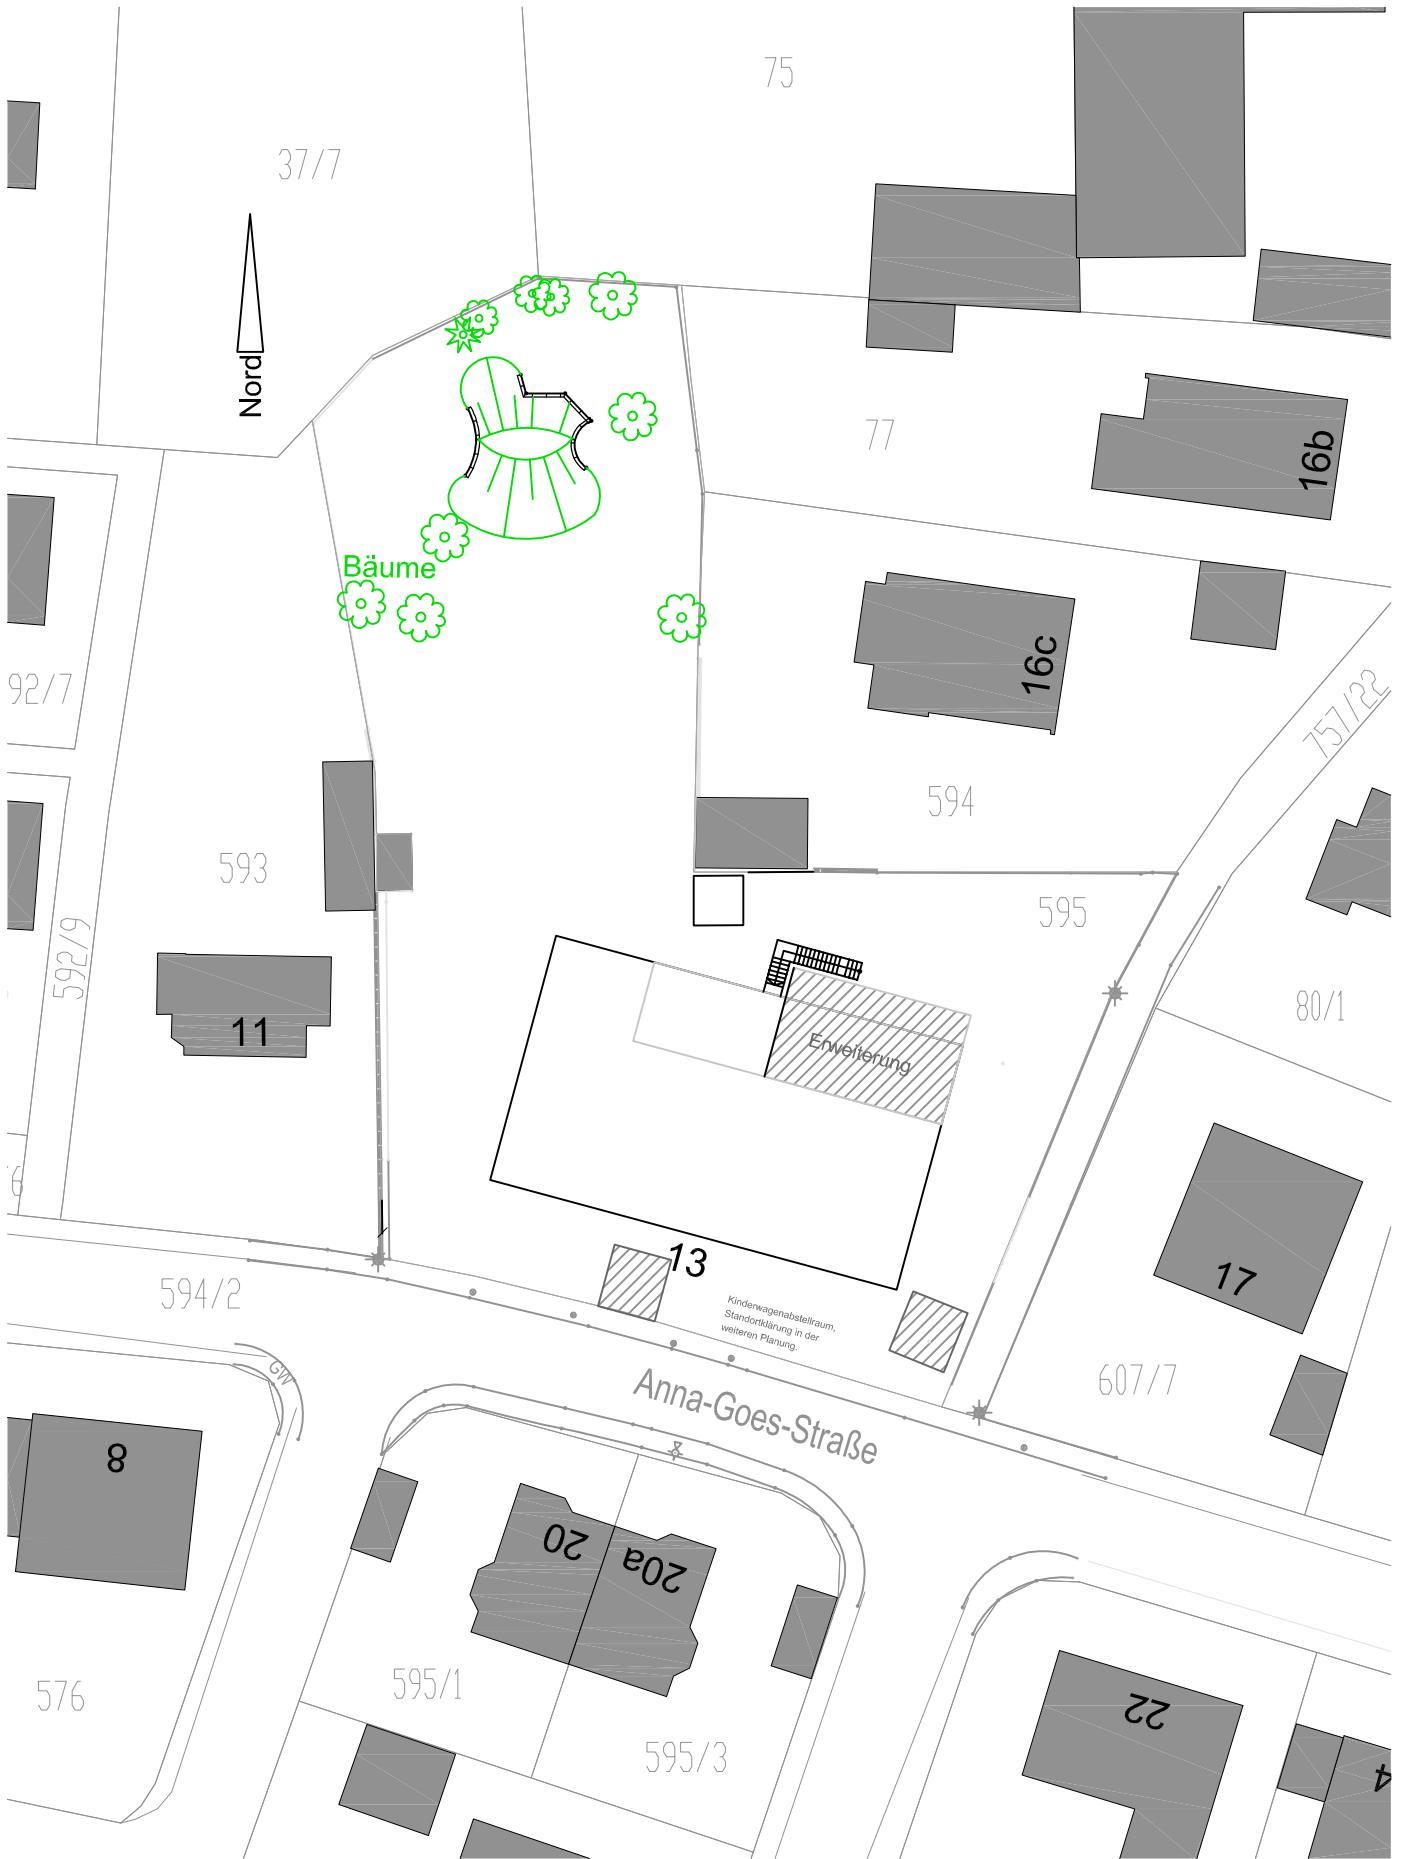 75
37/7
Nord
77
16b
Bäume
16c
92/7
757/22
594
593
595
592/9
80/1
11
Erweiterung
13
17
594/2
Kinderwagenabstellraum,
Standortklärung in der
weiteren Planung.
GW
607/7
Anna-Goes-Straße
8
20
20a
576
595/1
22
595/3
4